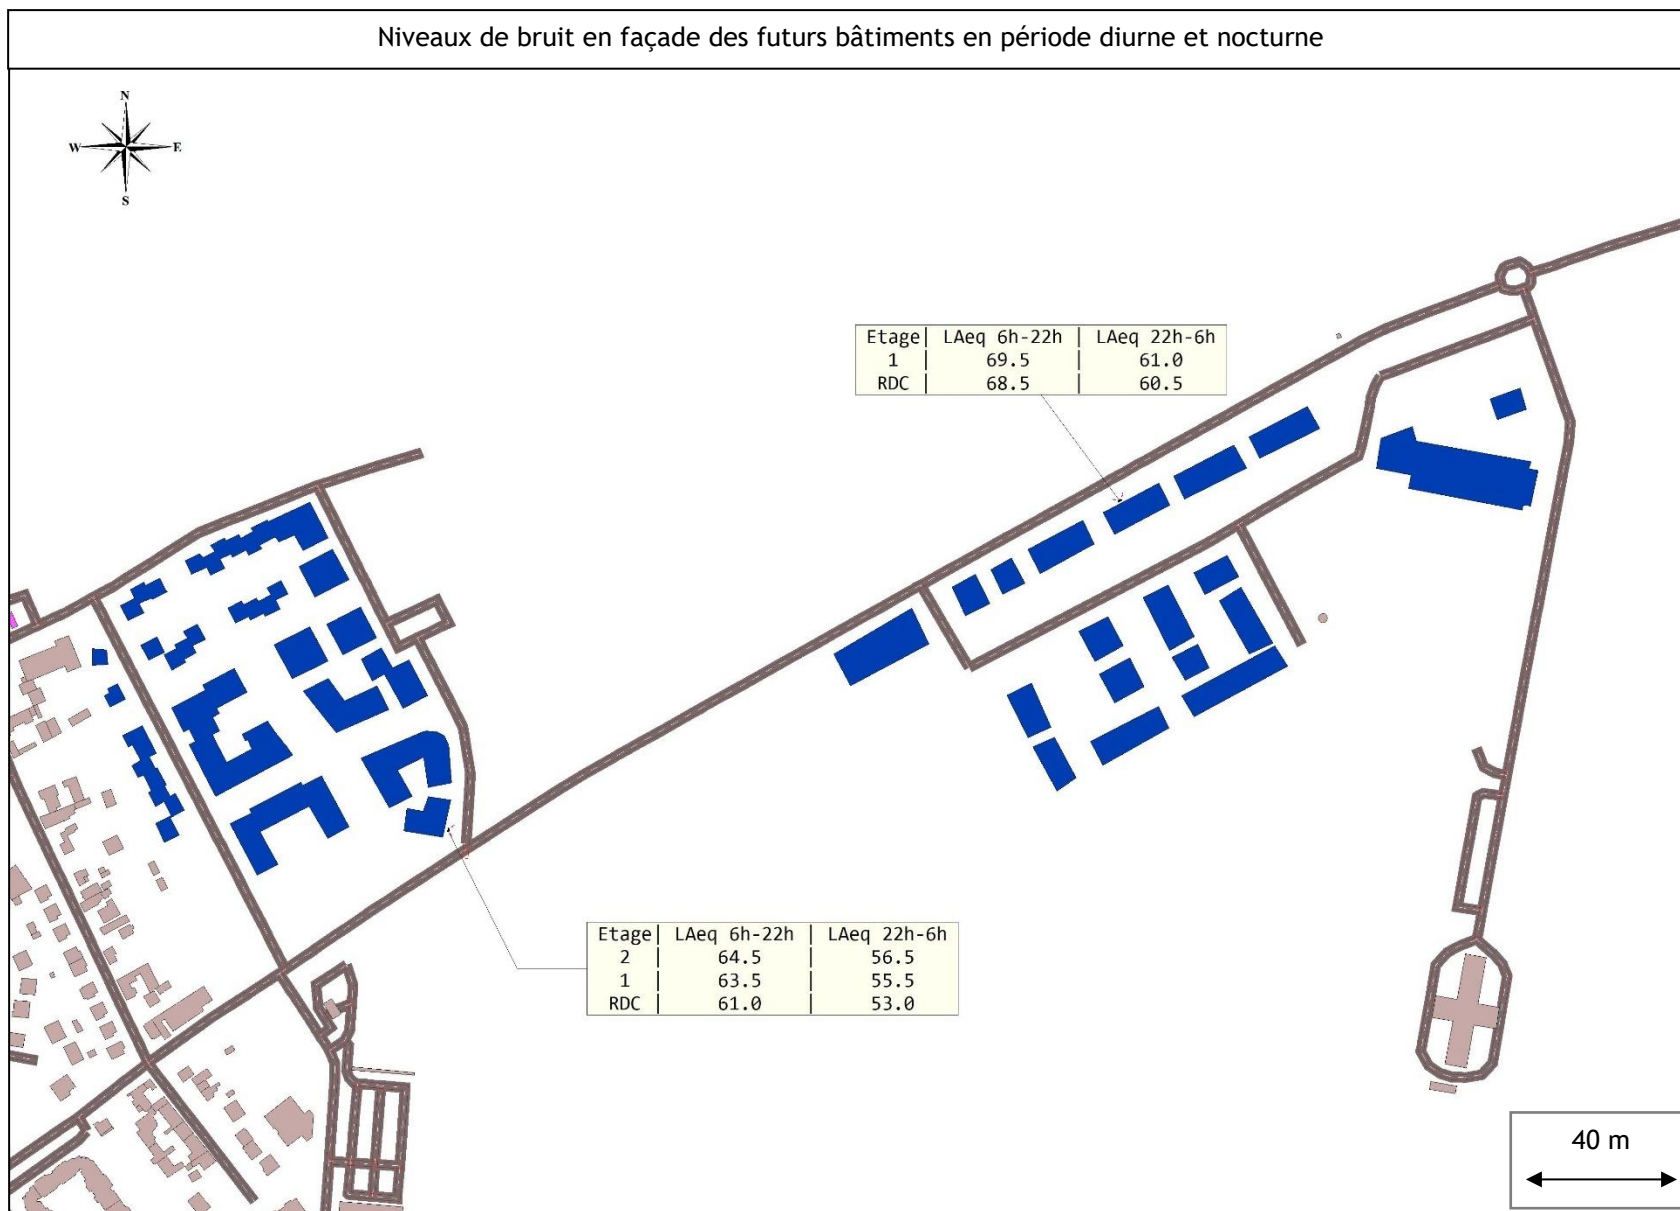 Niveaux de bruit en façade des futurs bâtiments en période diurne et nocturne
N
W E
S
Etage| LAeq 6h-22h | LAeq 22h-6h
1 | 69.5 | 61.0
RDC | 68.5 | 60.5
Etage| LAeq 6h-22h | LAeq 22h-6h
2 | 64.5 | 56.5
1 | 63.5 | 55.5
RDC | 61.0 | 53.0
40 m